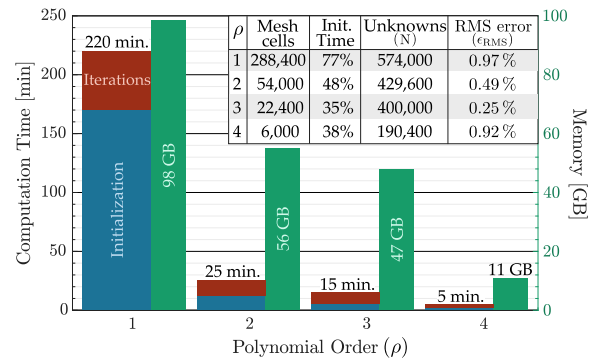 250
200
150
100
50
0
Computation Time [min]
220 min.
Iterations
Initialization
98 GB
25 min.
56 GB
15 min.
47 GB
5 min.
11 GB
ρ Mesh cells Init. Time Unknowns (N) RMS error (ϵRMS)
1 288,400 77% 574,000 0.97 %
2 54,000 48% 429,600 0.49 %
3 22,400 35% 400,000 0.25 %
4 6,000 38% 190,400 0.92 %
100
80
60
40
20
0
Memory [GB]
1 2 3 4
Polynomial Order (ρ)